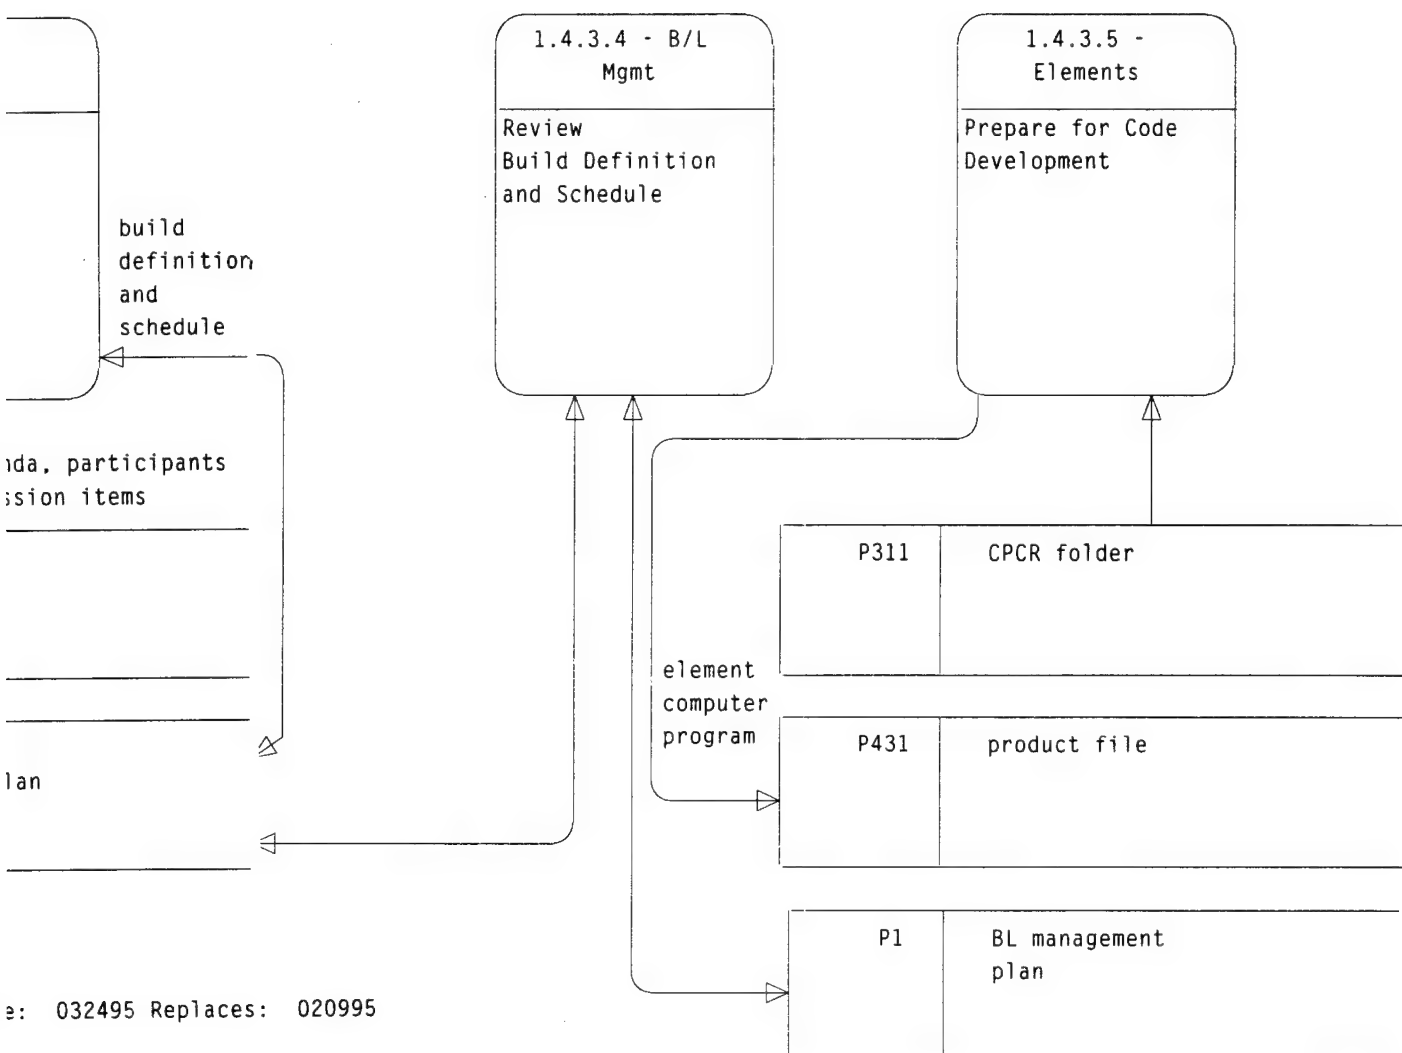 1.4.3.4 - B/L
Mgmt
Review
Build Definition
and Schedule
1.4.3.5 -
Elements
Prepare for Code
Development
build
definition
and
schedule
participants
items
P311 CPCR folder
element
computer
program
P431 product file
P1 BL management
plan
032495 Replaces: 020995